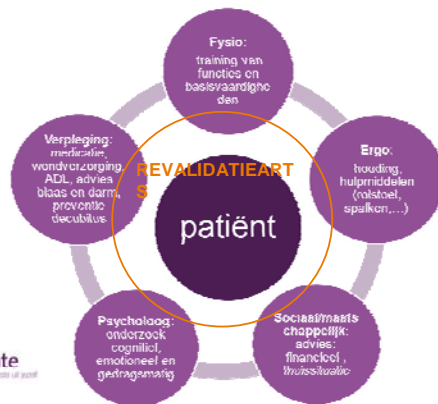 Fysio:
training van
functies en
basisvaardighe
den
Verpleging:
medicatie,
wondverzorging,
ADL, advies
blaas en darm,
preventie
decubitus
REVALIDATIEART
S
Ergo:
houding,
hulpmiddelen
(rolstoel,
spalken,...)
patiënt
Psycholoog:
onderzoek
cognitief,
emotioneel en
gedragsmatig
Sociaal/maats
chappelijk:
advies:
financieel ,
thuissituatie